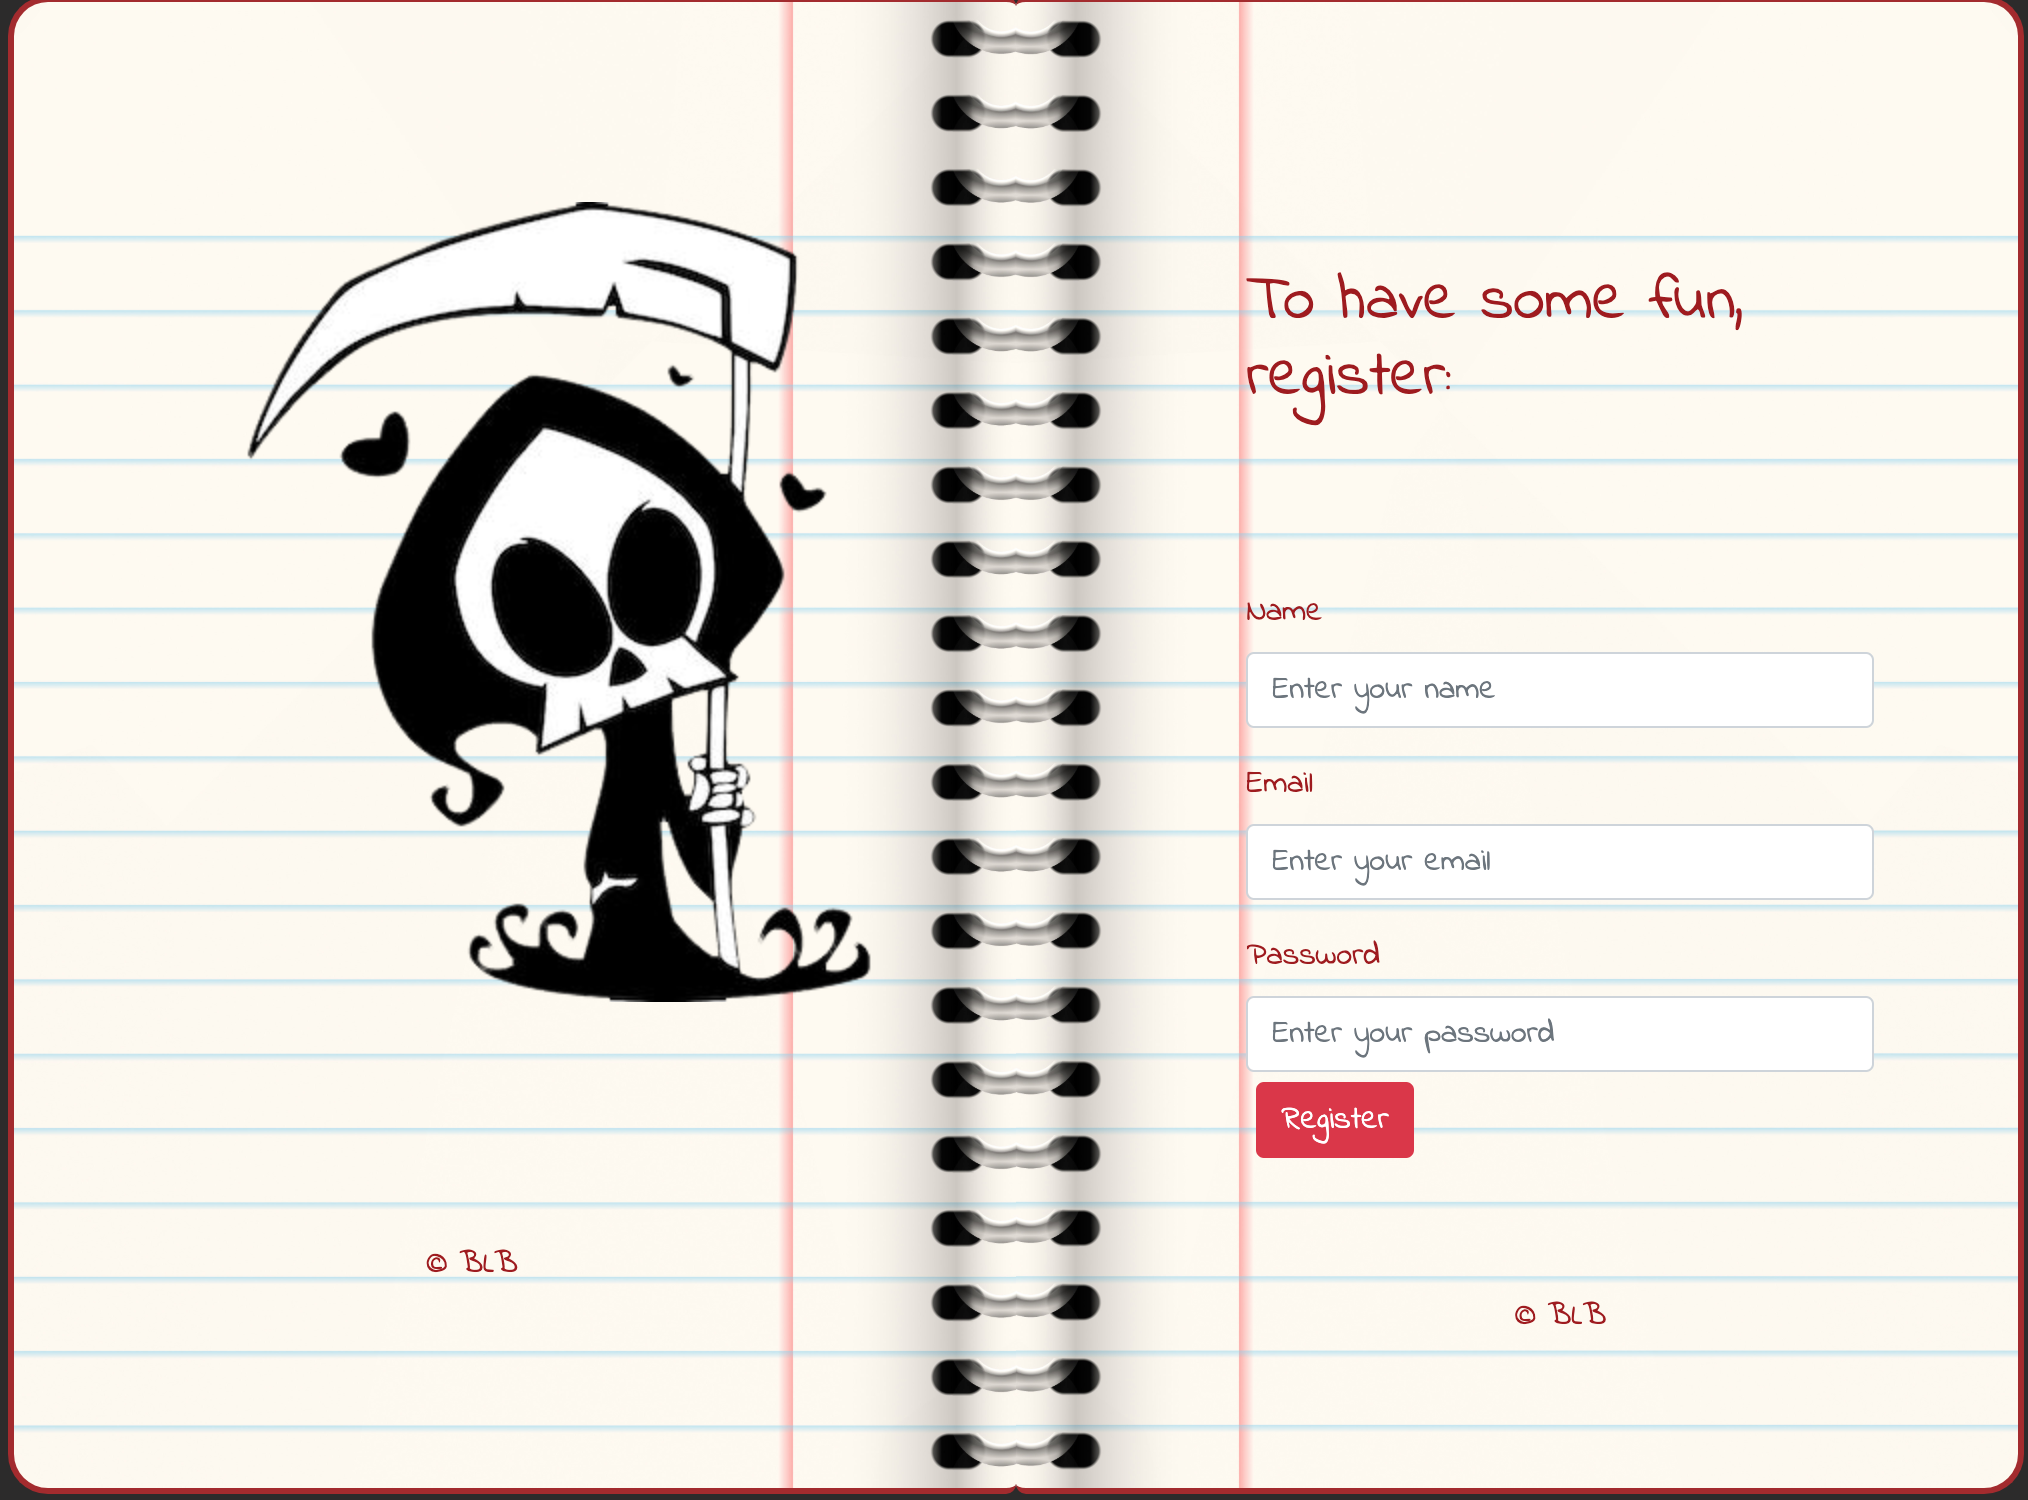 To have some fun,
register:
Name
Enter your name
Email
Enter your email
Password
Enter your password
Register
© BLB
© BLB